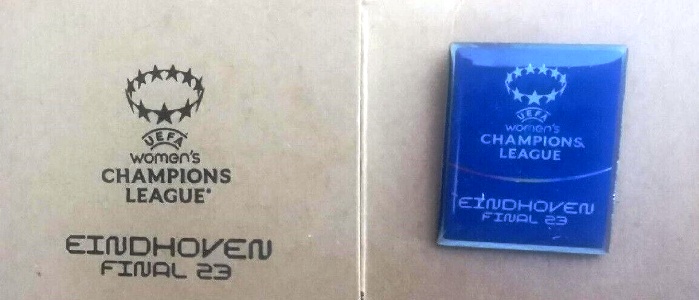 UEFA
women's
CHAMPIONS
LEAGUE®
EINDHOVEN
FINAL 23
UEFA
women's
CHAMPIONS
LEAGUE
EINDHOVEN
FINAL 23